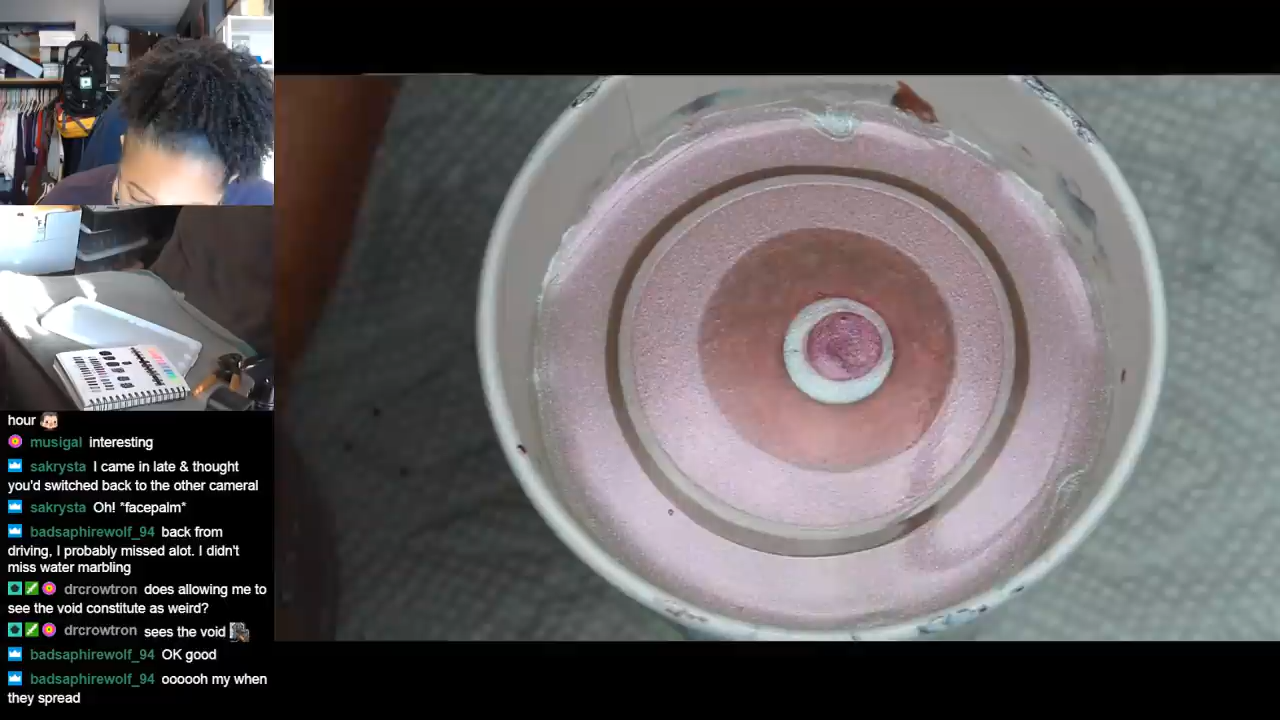 hour
musigal interesting
sakrysta I came in late & thought
you'd switched back to the other cameral
sakrysta Oh! *facepalm*
badsaphirewolf_94 back from
driving, I probably missed alot. I didn't
miss water marbling
drcrowtron does allowing me to
see the void constitute as weird?
drcrowtron sees the void
badsaphirewolf_94 OK good
badsaphirewolf_94 oooooh my when
they spread